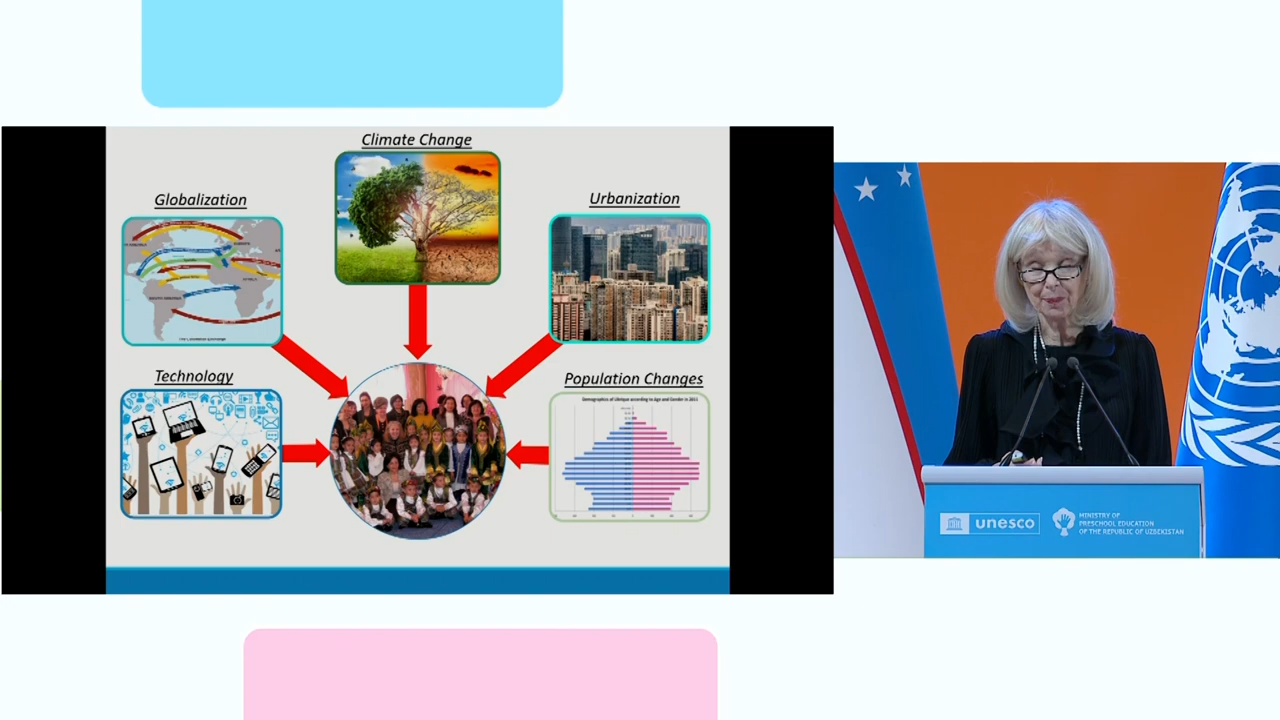 Climate Change
Globalization
Urbanization
Technology
Population Changes
unesco
MINISTRY OF
PRESCHOOL EDUCATION
OF THE REPUBLIC OF UZBEKISTAN